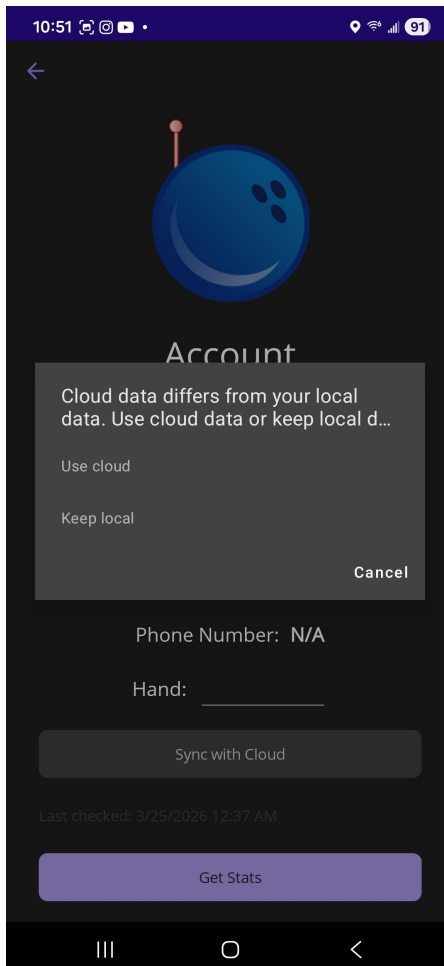 10:51
91
Account
Cloud data differs from your local
data. Use cloud data or keep local d...
Use cloud
Keep local
Cancel
Phone Number: N/A
Hand:
Sync with Cloud
Last checked: 3/25/2026 12:37 AM
Get Stats